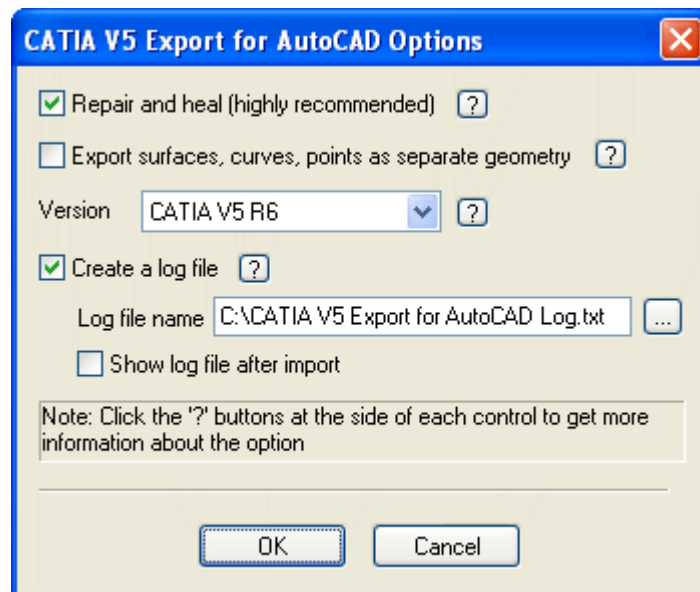 CATIA V5 Export for AutoCAD Options
Repair and heal (highly recommended) ?
Export surfaces, curves, points as separate geometry ?
Version CATIA V5 R6 ?
Create a log file ?
Log file name C:\CATIA V5 Export for AutoCAD Log.txt ...
Show log file after import
Note: Click the '?' buttons at the side of each control to get more
information about the option
OK Cancel